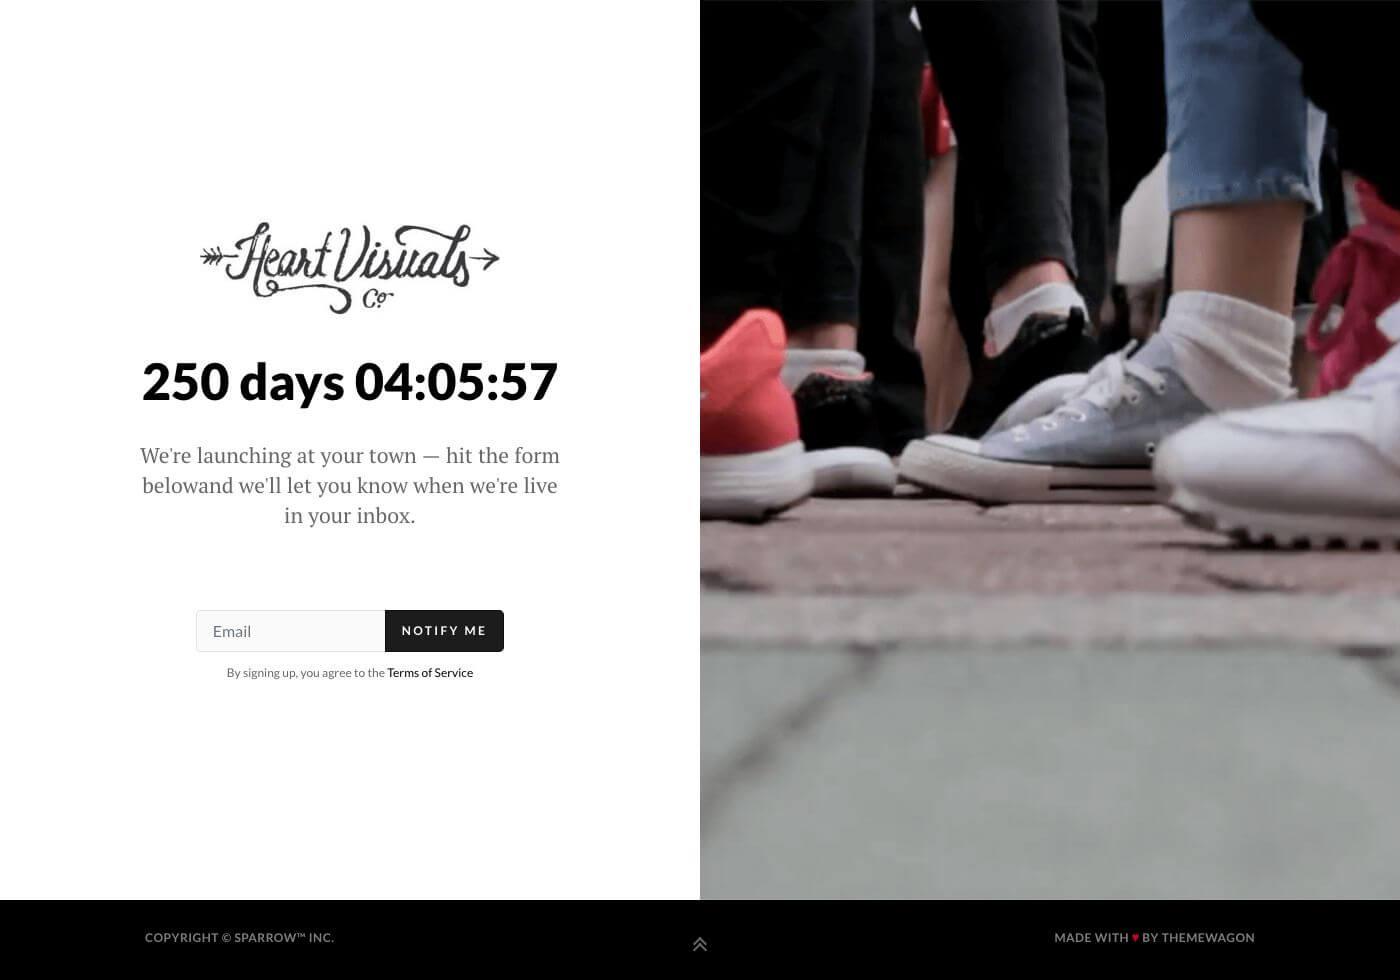 Heart Visuals
Co
250 days 04:05:57
We're launching at your town — hit the form
belowand we'll let you know when we're live
in your inbox.
Email
NOTIFY ME
By signing up, you agree to the Terms of Service
COPYRIGHT © SPARROW™ INC.
MADE WITH ♥ BY THEMEWAGON